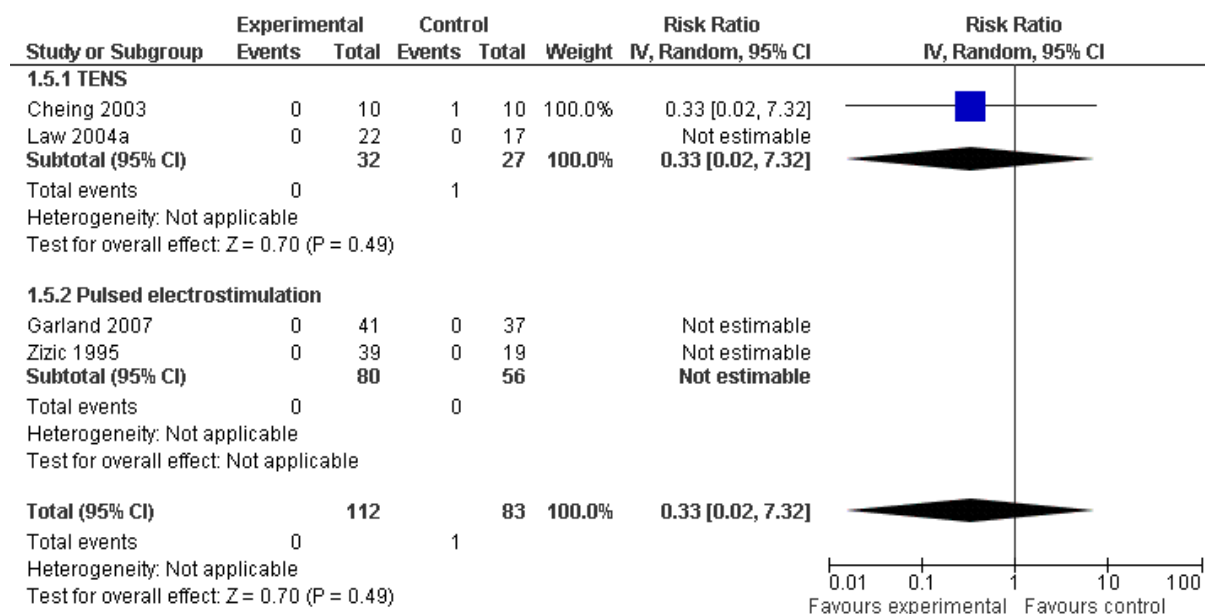 Experimental Control Risk Ratio Risk Ratio
Study or Subgroup Events Total Events Total Weight IV, Random, 95% CI IV, Random, 95% CI
1.5.1 TENS
Cheing 2003 0 10 1 10 100.0% 0.33 [0.02, 7.32]
Law 2004a 0 22 0 17 Not estimable
Subtotal (95% CI) 32 27 100.0% 0.33 [0.02, 7.32]
Total events 0 1
Heterogeneity: Not applicable
Test for overall effect: Z = 0.70 (P = 0.49)
1.5.2 Pulsed electrostimulation
Garland 2007 0 41 0 37 Not estimable
Zizic 1995 0 39 0 19 Not estimable
Subtotal (95% CI) 80 56 Not estimable
Total events 0 0
Heterogeneity: Not applicable
Test for overall effect: Not applicable
Total (95% CI) 112 83 100.0% 0.33 [0.02, 7.32]
Total events 0 1
Heterogeneity: Not applicable
Test for overall effect: Z = 0.70 (P = 0.49)
0.01 0.1 1 10 100
Favours experimental Favours control